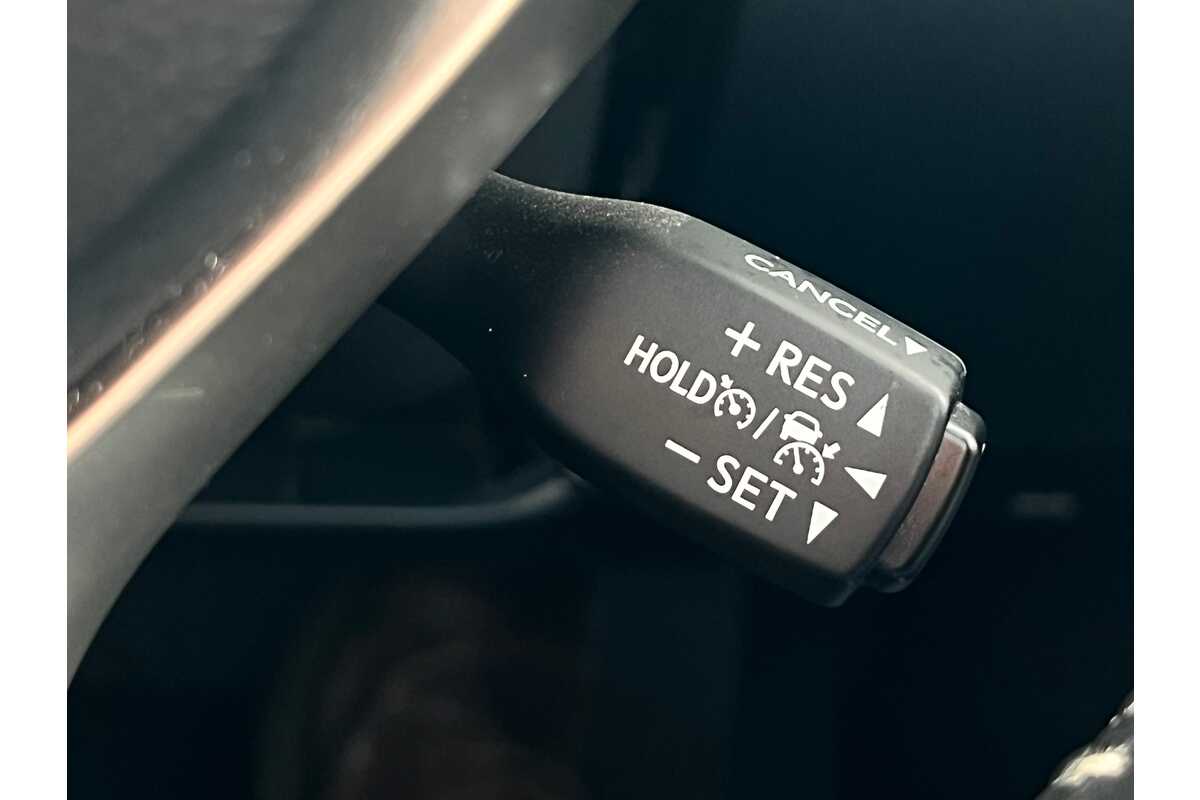 CANCEL
+ RES
HOLD /
− SET